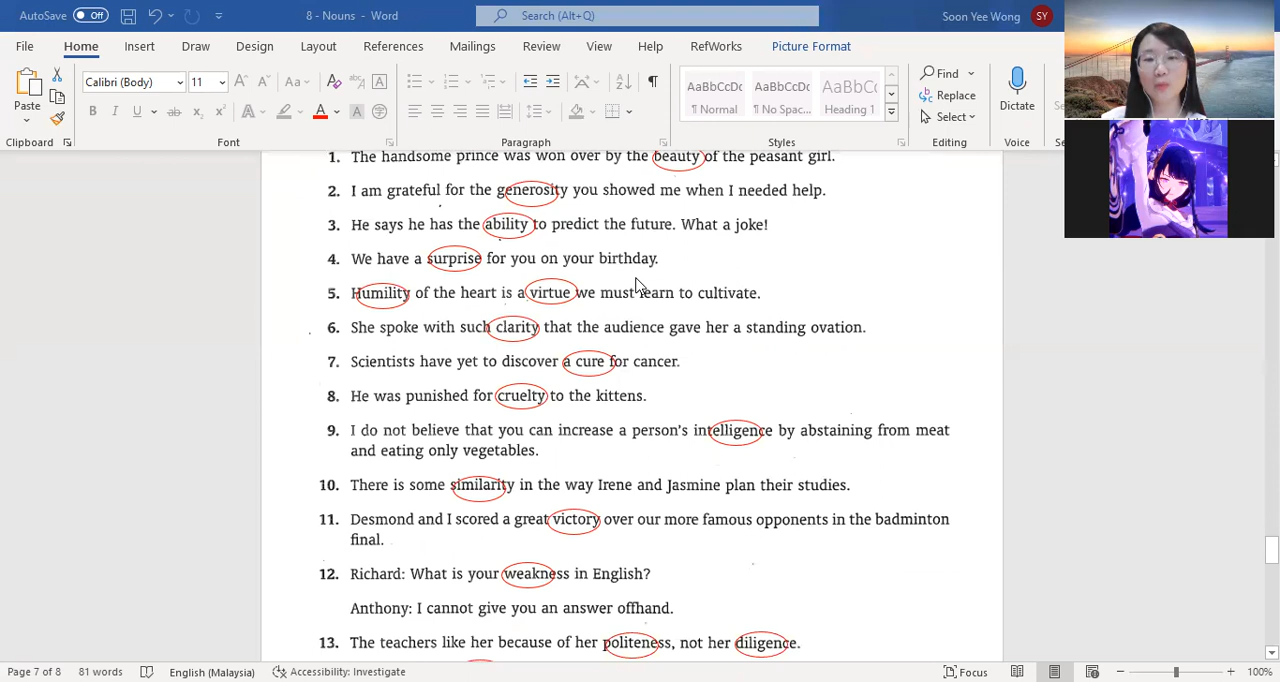 AutoSave Off 8 - Nouns - Word Search (Alt+Q) Soon Yee Wong SY
File Home Insert Draw Design Layout References Mailings Review View Help RefWorks Picture Format
Calibri (Body) 11 A A Aa A A AaBbCcDc AaBbCcDc AaBbC Find
Paste B I U ab x₂ x² A A A ¶ Normal ¶ No Spac... Heading 1 Replace Dictate
Select
Clipboard Font Paragraph Styles Editing Voice
1. The handsome prince was won over by the beauty of the peasant girl.
2. I am grateful for the generosity you showed me when I needed help.
3. He says he has the ability to predict the future. What a joke!
4. We have a surprise for you on your birthday.
5. Humility of the heart is a virtue we must learn to cultivate.
6. She spoke with such clarity that the audience gave her a standing ovation.
7. Scientists have yet to discover a cure for cancer.
8. He was punished for cruelty to the kittens.
9. I do not believe that you can increase a person's intelligence by abstaining from meat
and eating only vegetables.
10. There is some similarity in the way Irene and Jasmine plan their studies.
11. Desmond and I scored a great victory over our more famous opponents in the badminton
final.
12. Richard: What is your weakness in English?
Anthony: I cannot give you an answer offhand.
13. The teachers like her because of her politeness, not her diligence.
Page 7 of 8 81 words English (Malaysia) Accessibility: Investigate Focus 100%